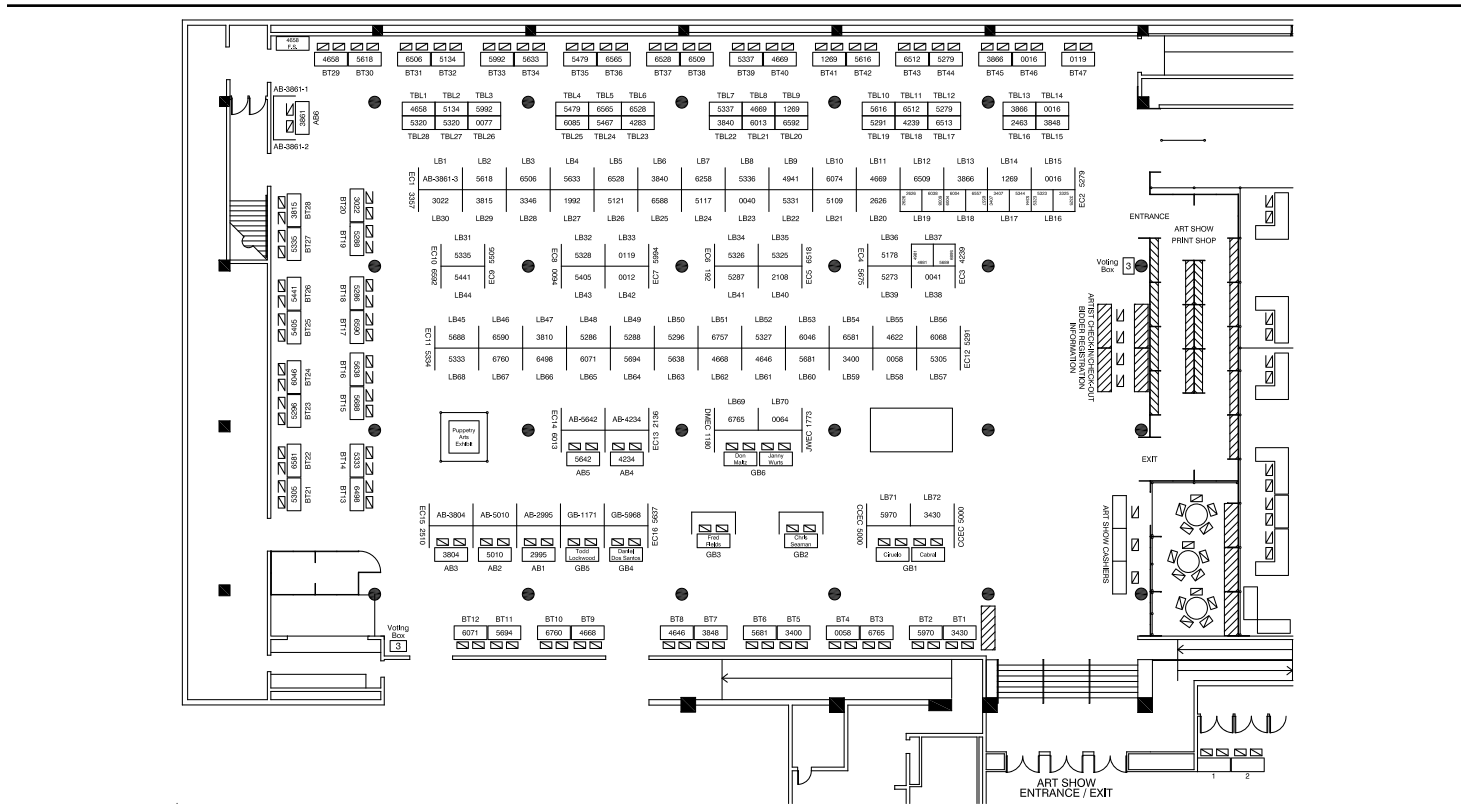 4658
F.S.
4658 5618 6506 5134 5992 5633 5479 6565 6528 6509 5337 4669 1269 5616 6512 5279 3866 0016 0119
BT29 BT30 BT31 BT32 BT33 BT34 BT35 BT36 BT37 BT38 BT39 BT40 BT41 BT42 BT43 BT44 BT45 BT46 BT47
AB-3861-1
3861
AB6
AB-3861-2
TBL1 TBL2 TBL3 TBL4 TBL5 TBL6 TBL7 TBL8 TBL9 TBL10 TBL11 TBL12 TBL13 TBL14
4658 5134 5992 5479 6565 6528 5337 4669 1269 5616 6512 5279 3866 0016
5320 5320 0077 6085 5467 4283 3840 6013 6592 5291 4239 6513 2463 3848
TBL28 TBL27 TBL26 TBL25 TBL24 TBL23 TBL22 TBL21 TBL20 TBL19 TBL18 TBL17 TBL16 TBL15
LB1 LB2 LB3 LB4 LB5 LB6 LB7 LB8 LB9 LB10 LB11 LB12 LB13 LB14 LB15
EC1 3357
AB-3861-3 5618 6506 5633 6528 3840 6258 5336 4941 6074 4669 6509 3866 1269 0016
EC2 5279
3022 3815 3346 1992 5121 6588 5117 0040 5331 5109 2626
LB30 LB29 LB28 LB27 LB26 LB25 LB24 LB23 LB22 LB21 LB20 LB19 LB18 LB17 LB16
3815 BT28
5335 BT27
BT20 3022
BT19 5288
5441 BT26
5405 BT25
BT18 5286
BT17 6506
6046 BT24
5296 BT23
BT16 5638
BT15 5688
6581 BT22
5305 BT21
BT14 5333
BT13 6498
LB31 LB32 LB33 LB34 LB35 LB36 LB37
EC10 6592
5335
EC9 5505
EC8 0094
5328 0119
EC7 5994
EC6 192
5326 5325
EC5 6518
EC4 5675
5178
EC3 4239
5441 5405 0012 5287 2108 5273 0041
LB44 LB43 LB42 LB41 LB40 LB39 LB38
LB45 LB46 LB47 LB48 LB49 LB50 LB51 LB52 LB53 LB54 LB55 LB56
EC11 5334
5688 6590 3810 5286 5288 5296 6757 5327 6046 6581 4622 6068
EC12 5291
5333 6760 6498 6071 5694 5638 4668 4646 5681 3400 0058 5305
LB68 LB67 LB66 LB65 LB64 LB63 LB62 LB61 LB60 LB59 LB58 LB57
Puppetry
Arts
Exhibit
EC14 6013
AB-5642 AB-4234
EC13 2136
5642 4234
AB5 AB4
LB69 LB70
DMEC 1180
6765 0064
JWEC 1773
Don
Maitz
Janny
Wurts
GB6
EC15 2510
AB-3804 AB-5010 AB-2995 GB-1171 GB-5968
EC16 5637
3804 5010 2995
Todd
Lockwood
Daniel
Dos Santos
AB3 AB2 AB1 GB5 GB4
Fred
Fields
GB3
Chris
Seaman
GB2
LB71 LB72
CCEC 5000
5970 3430
CCEC 5000
Ciruelo Cabral
GB1
Voting
Box
3
BT12 BT11 BT10 BT9 BT8 BT7 BT6 BT5 BT4 BT3 BT2 BT1
6071 5694 6760 4668 4646 3848 5681 3400 0058 6765 5970 3430
ENTRANCE
ART SHOW
PRINT SHOP
Voting
Box
3
ARTIST CHECK-IN/CHECK-OUT
BIDDER REGISTRATION
INFORMATION
EXIT
ART SHOW CASHIERS
1 2
ART SHOW
ENTRANCE / EXIT